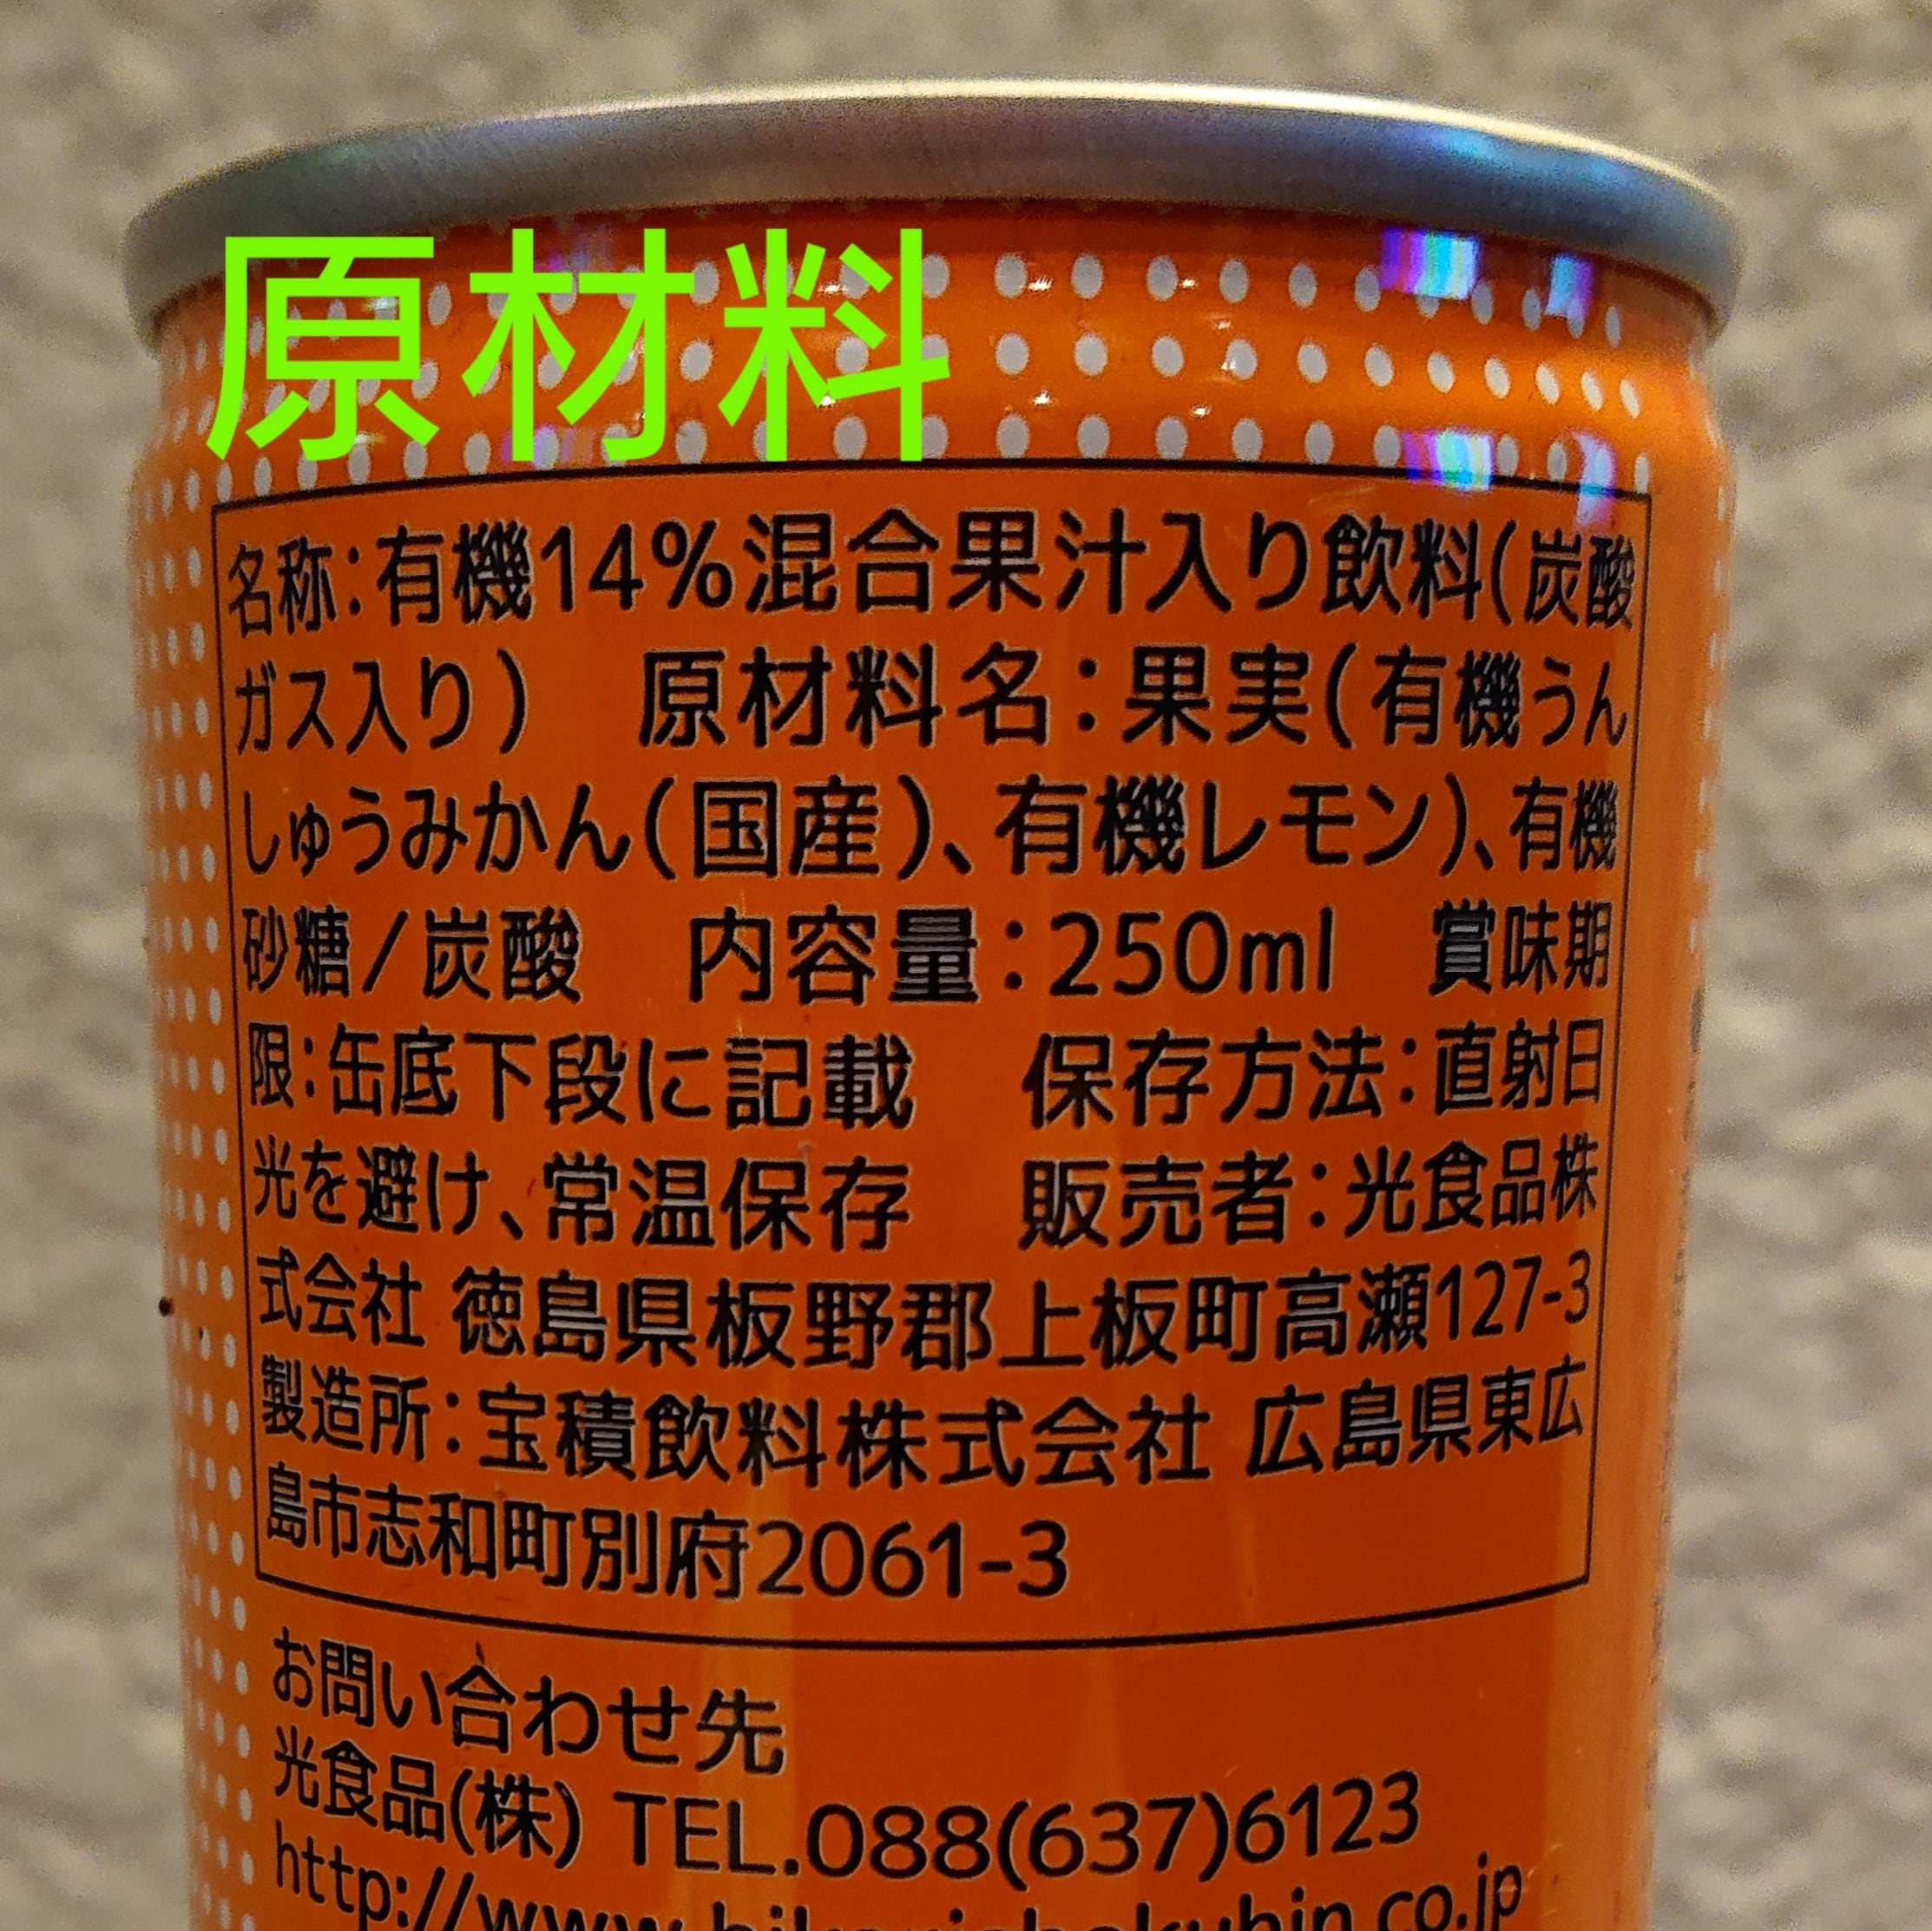 原材料
名称：有機14%混合果汁入り飲料(炭酸
ガス入り)　原材料名：果実(有機うん
しゅうみかん(国産)、有機レモン)、有機
砂糖/炭酸　内容量：250ml　賞味期
限：缶底下段に記載　保存方法：直射日
光を避け、常温保存　販売者：光食品株
式会社 徳島県板野郡上板町高瀬127-3
製造所：宝積飲料株式会社 広島県東広
島市志和町別府2061-3
お問い合わせ先
光食品(株) TEL.088(637)6123
http://www.hikarishokuhin.co.jp